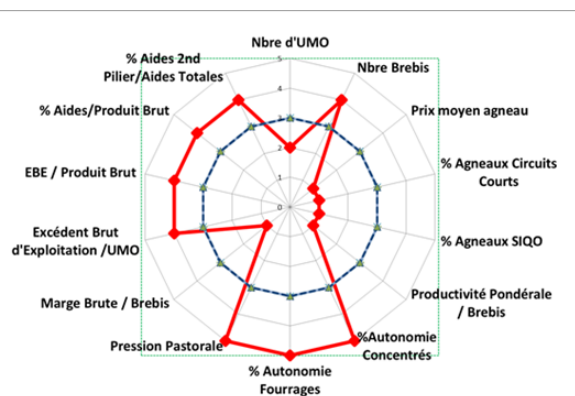 Nbre d'UMO
Nbre Brebis
Prix moyen agneau
% Agneaux Circuits
Courts
% Agneaux SIQO
Productivité Pondérale
/ Brebis
%Autonomie
Concentrés
% Autonomie
Fourrages
Pression Pastorale
Marge Brute / Brebis
Excédent Brut
d'Exploitation /UMO
EBE / Produit Brut
% Aides/Produit Brut
% Aides 2nd
Pilier/Aides Totales
5
4
3
2
1
0